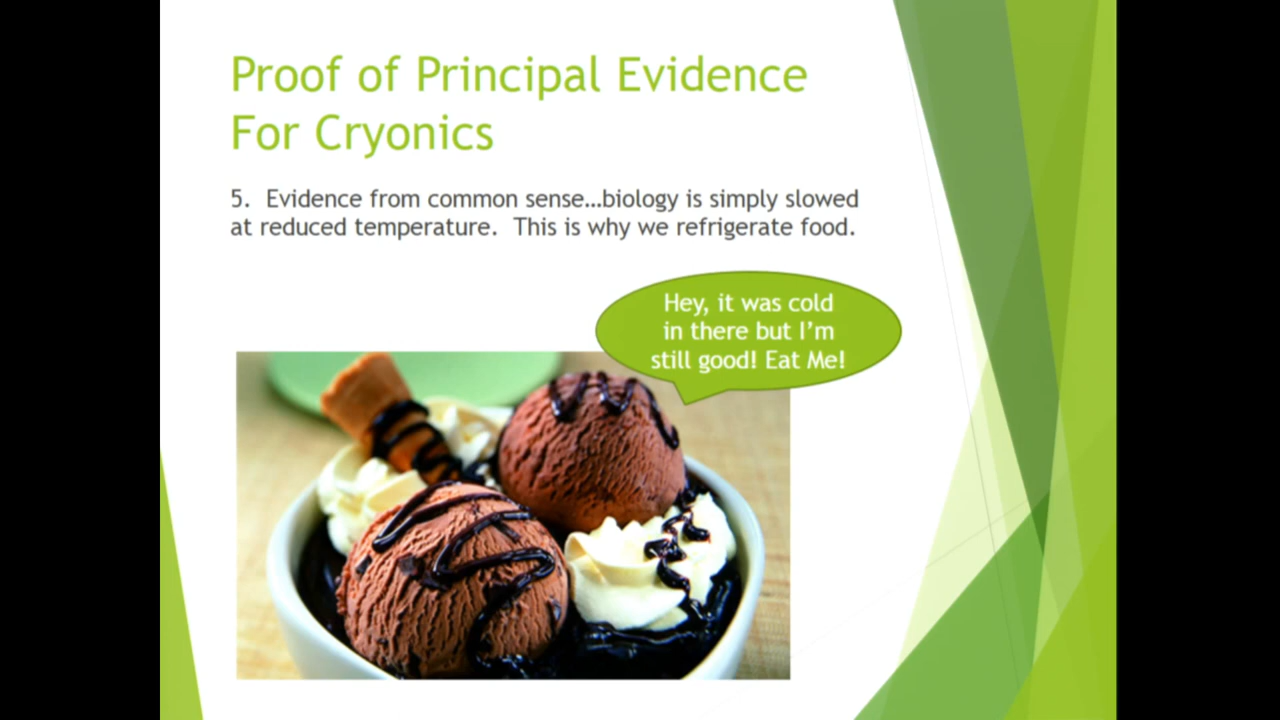 Proof of Principal Evidence
For Cryonics
5.  Evidence from common sense…biology is simply slowed
at reduced temperature.  This is why we refrigerate food.
Hey, it was cold
in there but I’m
still good! Eat Me!